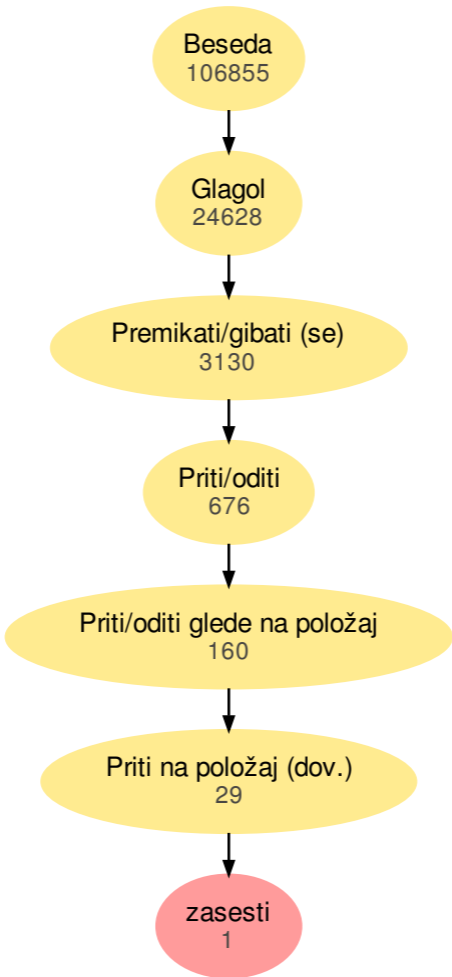 Beseda
106855
Glagol
24628
Premikati/gibati (se)
3130
Priti/oditi
676
Priti/oditi glede na položaj
160
Priti na položaj (dov.)
29
zasesti
1